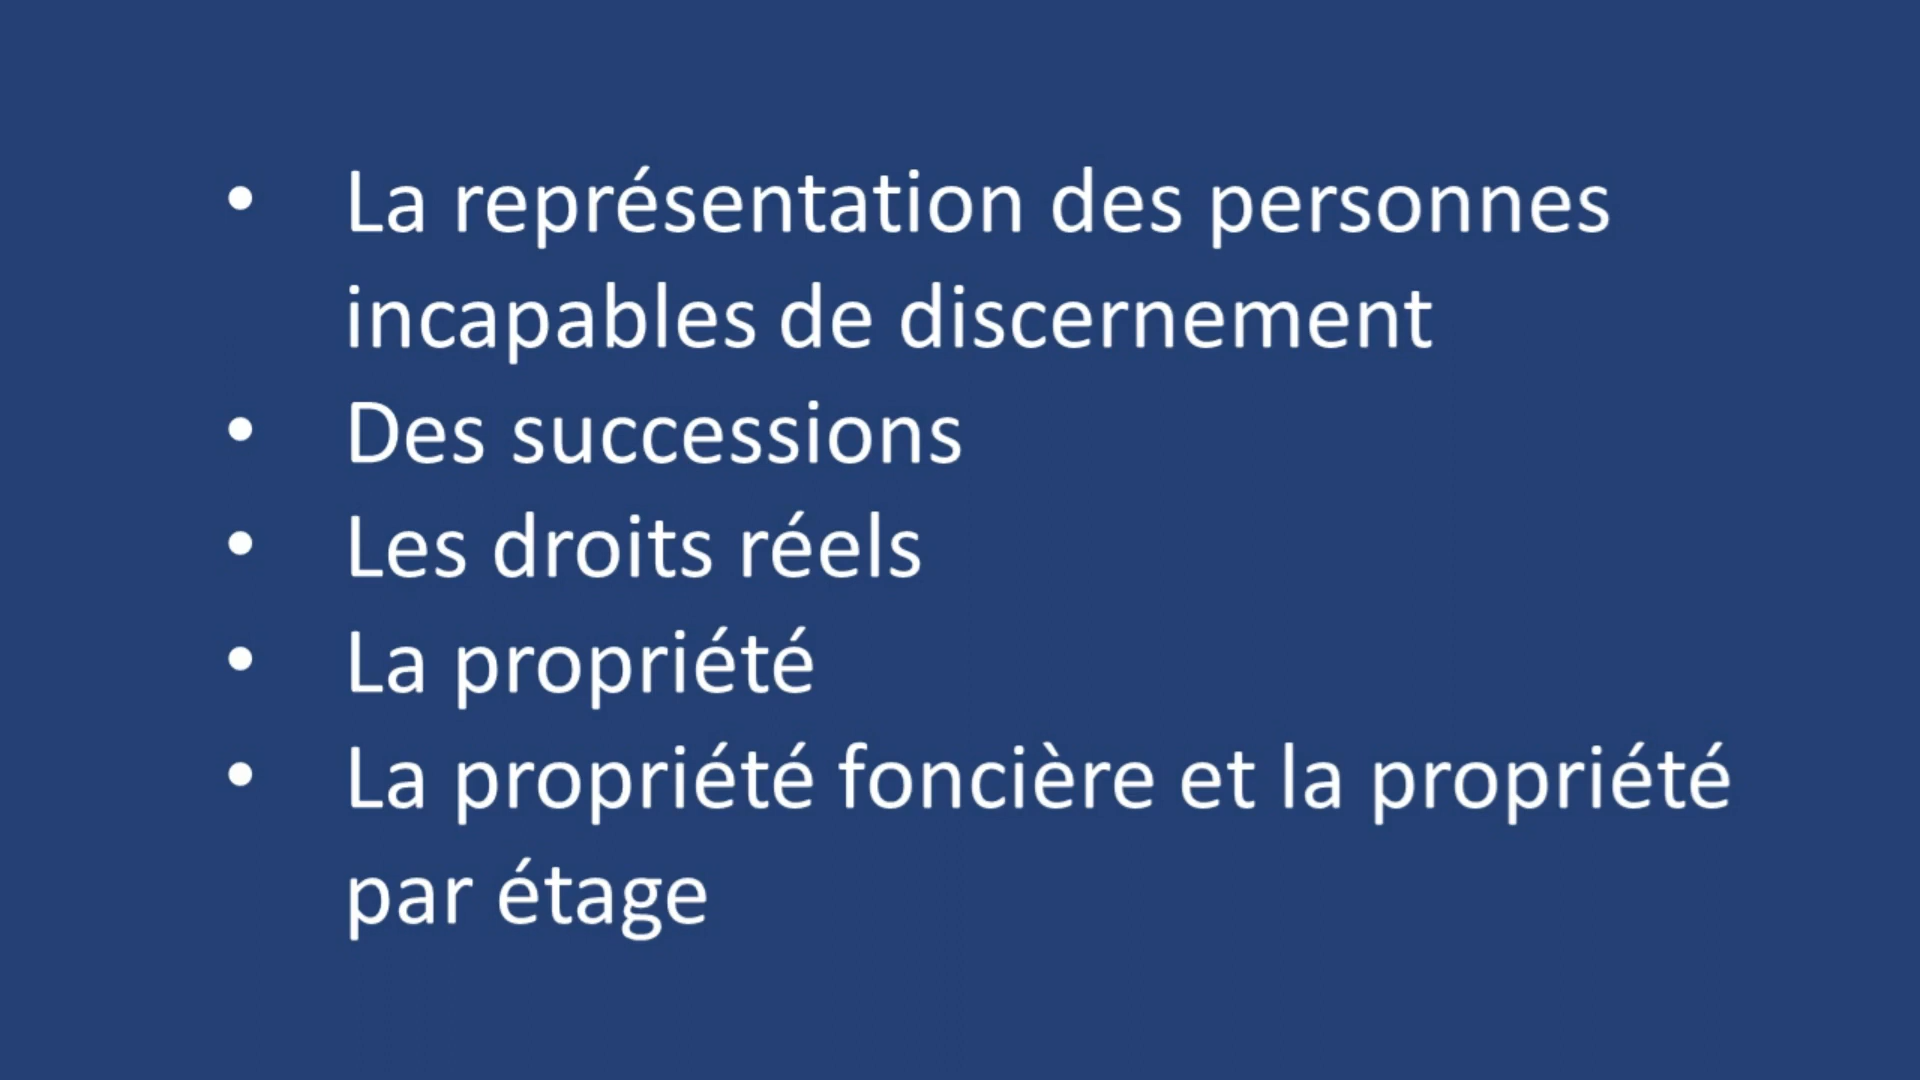 • La représentation des personnes
incapables de discernement
• Des successions
• Les droits réels
• La propriété
• La propriété foncière et la propriété
par étage